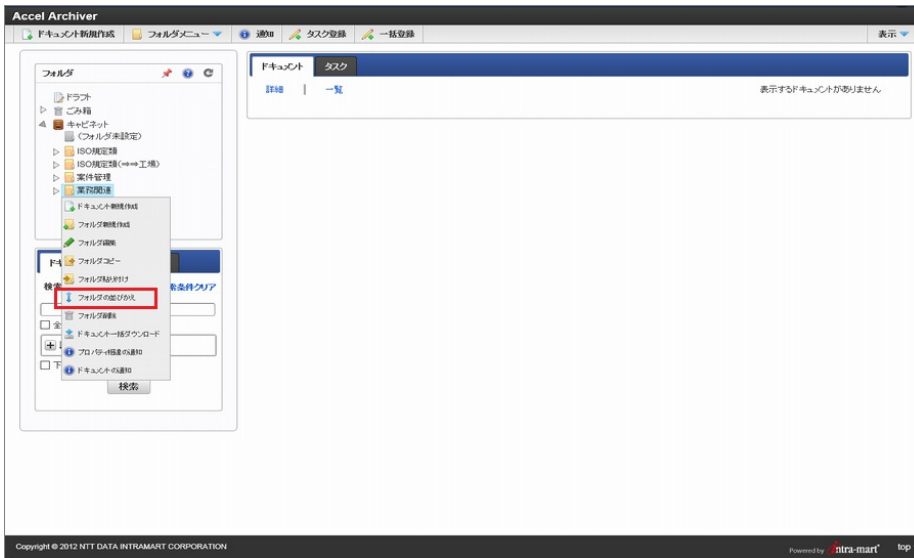 Accel Archiver
ドキュメント新規作成 フォルダメニュー 通知 タスク登録 一括登録 表示
フォルダ
ドラフト
ごみ箱
キャビネット
(フォルダ未設定)
ISO規定類
ISO規定類(⇒⇒工場)
案件管理
業務関連
ドキュメント新規作成
フォルダ新規作成
フォルダ編集
フォルダコピー
フォルダ貼り付け
フォルダの並びかえ
フォルダ削除
ドキュメント一括ダウンロード
プロパティ相違の通知
ドキュメントの通知
条件クリア
検索
ドキュメント タスク
詳細 | 一覧
表示するドキュメントがありません
Copyright © 2012 NTT DATA INTRAMART CORPORATION
Powered by intra-mart top